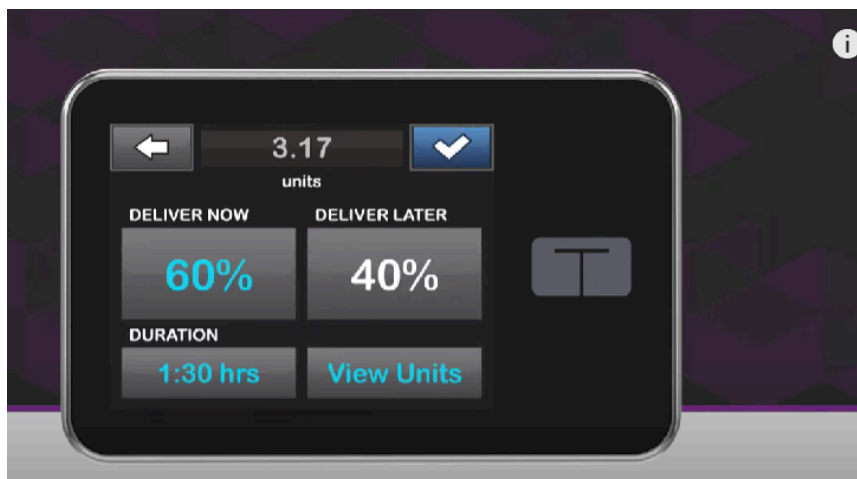 3.17
units
DELIVER NOW DELIVER LATER
60% 40%
DURATION
1:30 hrs View Units
i